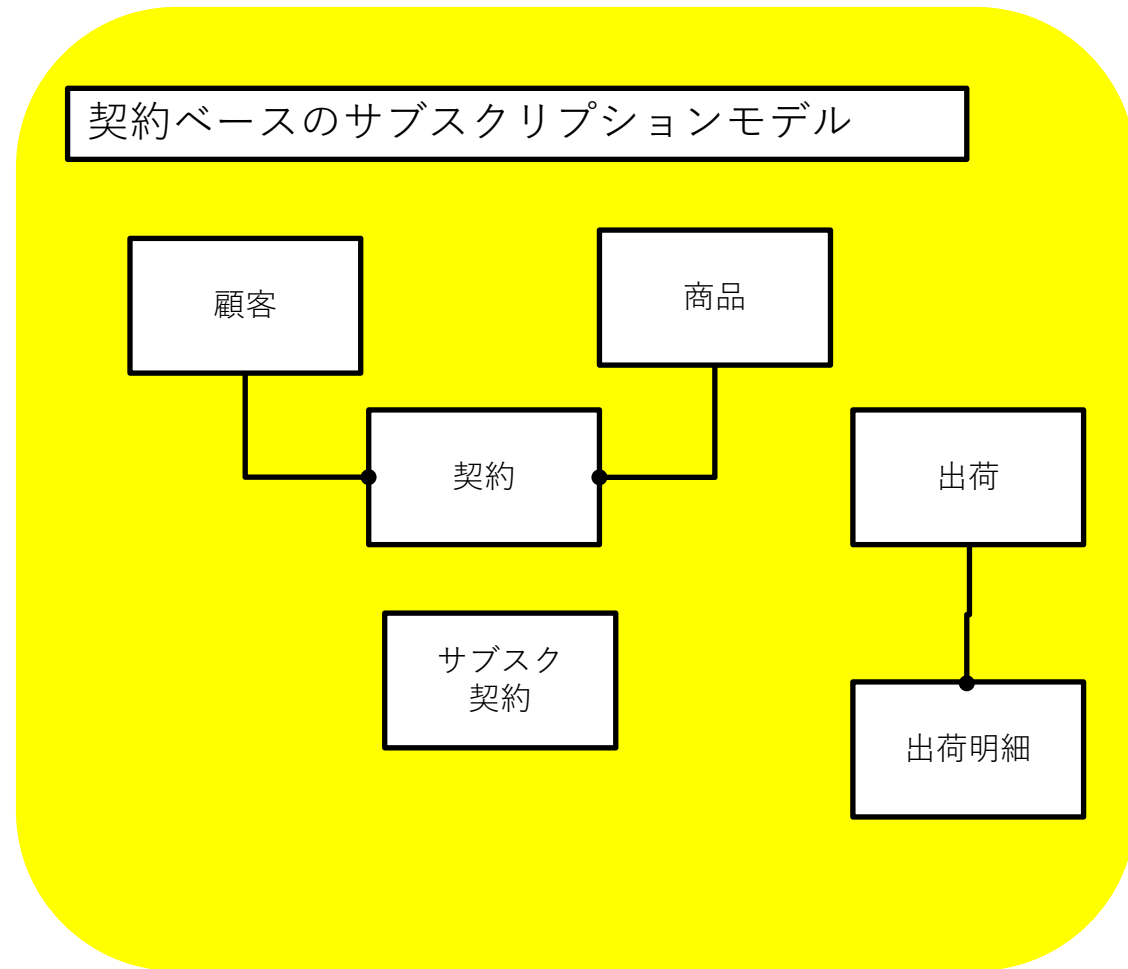 契約ベースのサブスクリプションモデル
顧客
商品
契約
出荷
サブスク
契約
出荷明細